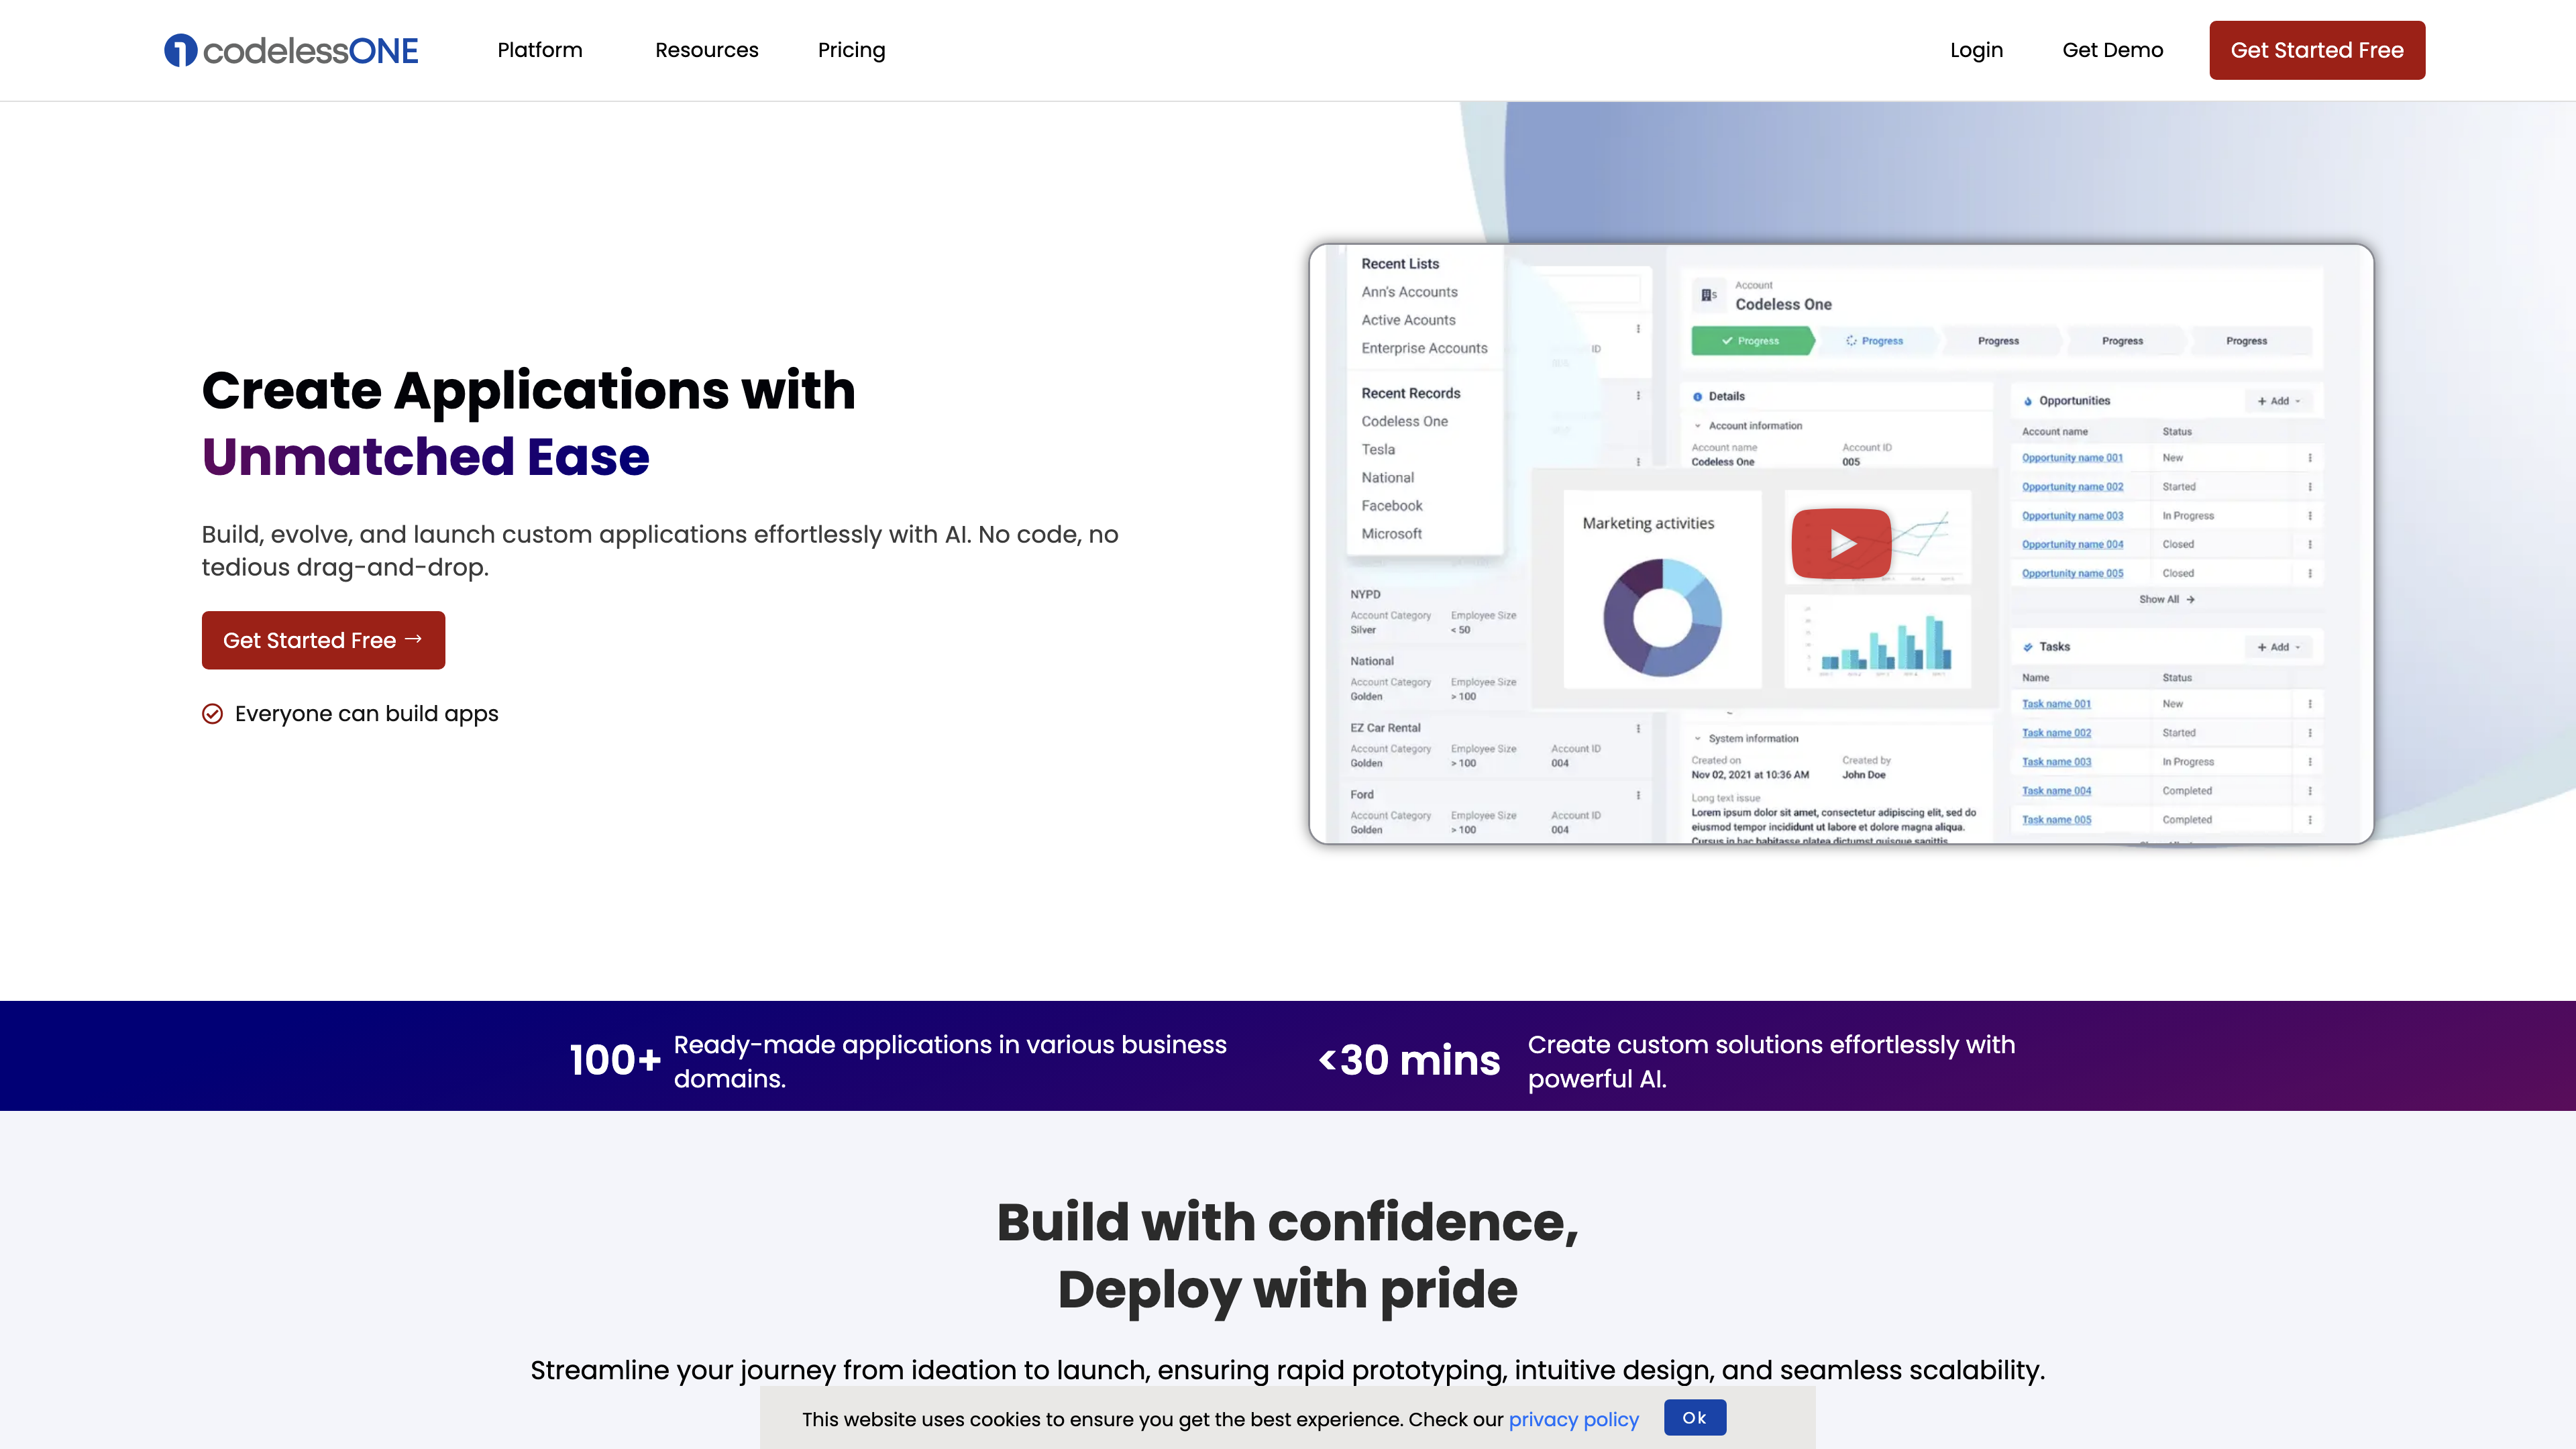 codelessONE
Platform
Resources
Pricing
Login
Get Demo
Get Started Free
Create Applications with
Unmatched Ease
Build, evolve, and launch custom applications effortlessly with AI. No code, no
tedious drag-and-drop.
Get Started Free →
Everyone can build apps
Recent Lists
Ann's Accounts
Active Acounts
Enterprise Accounts
Recent Records
Codeless One
Tesla
National
Facebook
Microsoft
ID
NYPD
Account Category Employee Size
Silver < 50
National
Account Category Employee Size
Golden > 100
EZ Car Rental
Account Category Employee Size Account ID
Golden > 100 004
Ford
Account Category Employee Size Account ID
Golden > 100 004
Account
Codeless One
Progress Progress Progress Progress Progress
Details
Account information
Account name Account ID
Codeless One 005
Marketing activities
System information
Created on Created by
Nov 02, 2021 at 10:36 AM John Doe
Long text issue
Lorem ipsum dolor sit amet, consectetur adipiscing elit, sed do
eiusmod tempor incididunt ut labore et dolore magna aliqua.
Cursus in hac habitasse platea dictumst quisque sagittis
Opportunities + Add
Account name Status
Opportunity name 001 New
Opportunity name 002 Started
Opportunity name 003 In Progress
Opportunity name 004 Closed
Opportunity name 005 Closed
Show All →
Tasks + Add
Name Status
Task name 001 New
Task name 002 Started
Task name 003 In Progress
Task name 004 Completed
Task name 005 Completed
100+ Ready-made applications in various business
domains.
<30 mins Create custom solutions effortlessly with
powerful AI.
Build with confidence,
Deploy with pride
Streamline your journey from ideation to launch, ensuring rapid prototyping, intuitive design, and seamless scalability.
This website uses cookies to ensure you get the best experience. Check our privacy policy
Ok